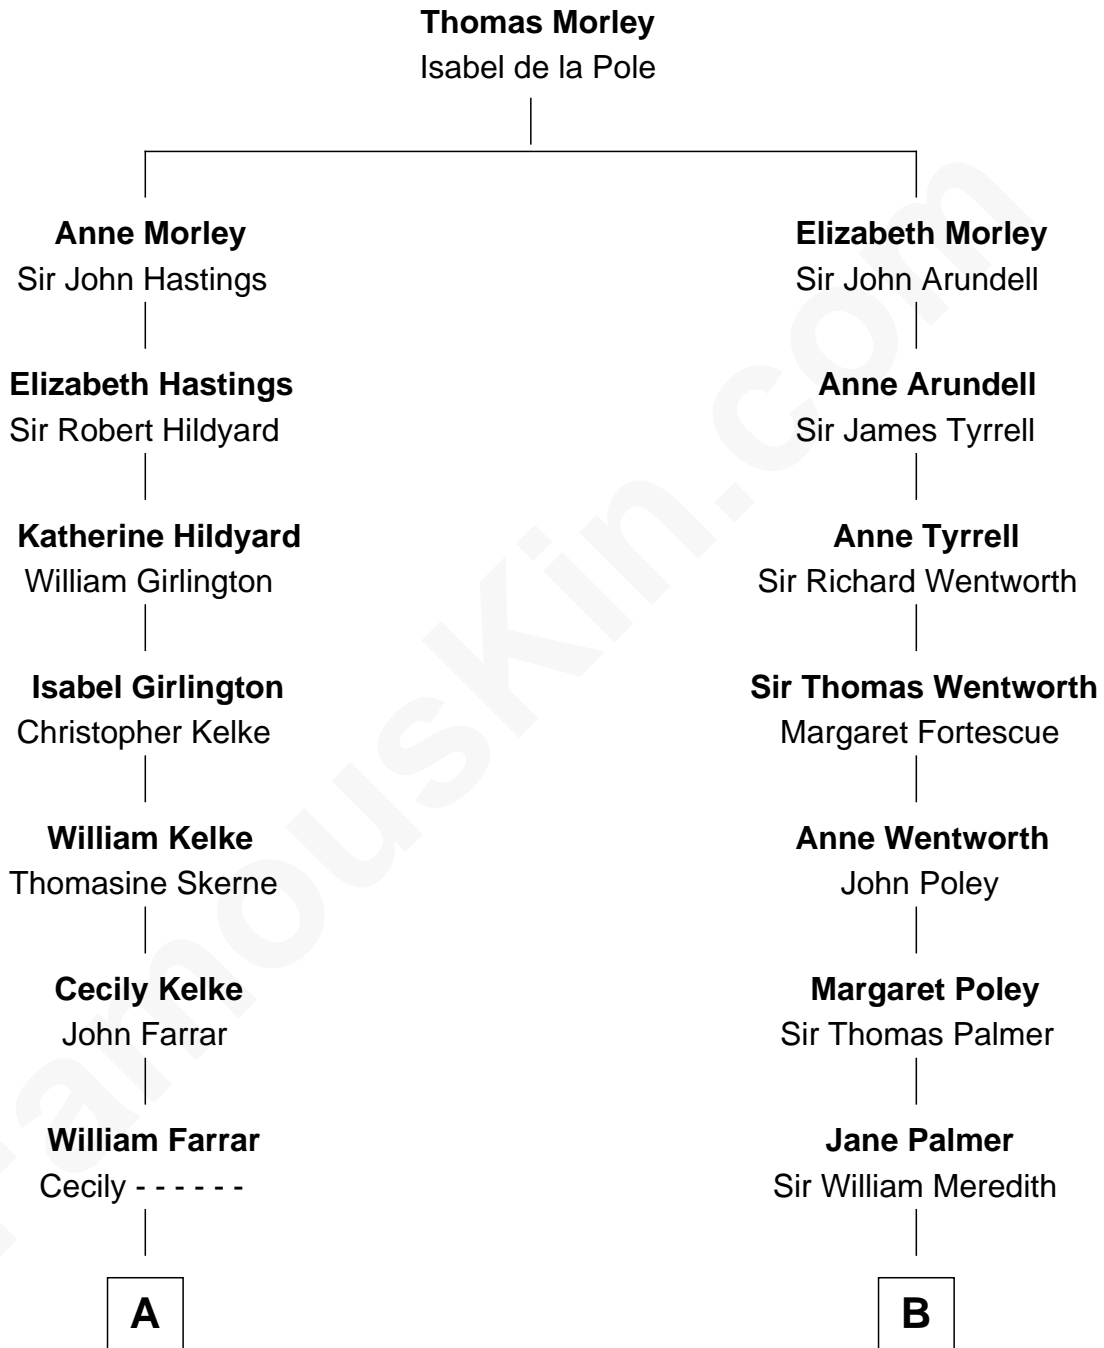 Thomas Morley
Isabel de la Pole
Anne Morley
Sir John Hastings
Elizabeth Morley
Sir John Arundell
Elizabeth Hastings
Sir Robert Hildyard
Anne Arundell
Sir James Tyrrell
Katherine Hildyard
William Girlington
Anne Tyrrell
Sir Richard Wentworth
Isabel Girlington
Christopher Kelke
Sir Thomas Wentworth
Margaret Fortescue
William Kelke
Thomasine Skerne
Anne Wentworth
John Poley
Cecily Kelke
John Farrar
Margaret Poley
Sir Thomas Palmer
William Farrar
Cecily - - - - - -
Jane Palmer
Sir William Meredith
A
B
FamousKin.com